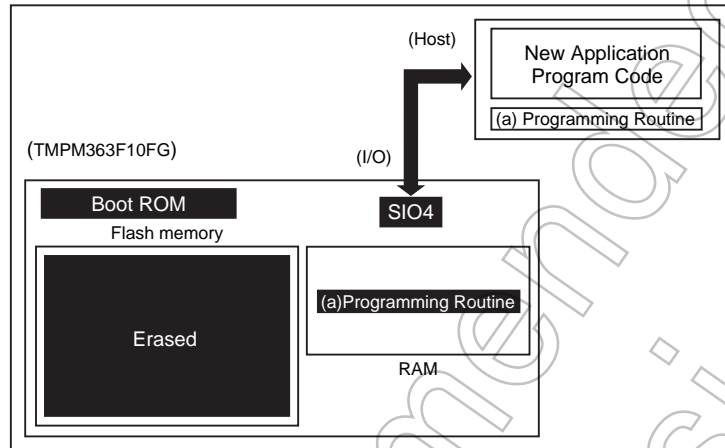 (Host)
New Application
Program Code
(a) Programming Routine
(TMPM363F10FG)
(I/O)
Boot ROM
SIO4
Flash memory
(a)Programming Routine
Erased
RAM